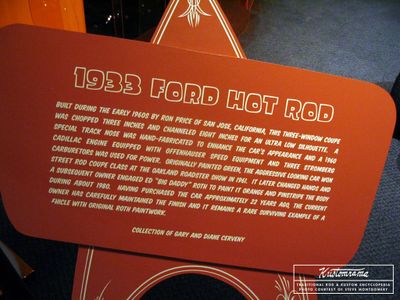 1933 FORD HOT ROD
BUILT DURING THE EARLY 1960S BY RON PRICE OF SAN JOSE, CALIFORNIA, THIS THREE-WINDOW COUPE
WAS CHOPPED THREE INCHES AND CHANNELED EIGHT INCHES FOR AN ULTRA LOW SILHOUETTE. A
SPECIAL TRACK NOSE WAS HAND-FABRICATED TO ENHANCE THE CAR'S APPEARANCE AND A 1960
CADILLAC ENGINE EQUIPPED WITH OFFENHAUSER SPEED EQUIPMENT AND THREE STROMBERG
CARBURETORS WAS USED FOR POWER. ORIGINALLY PAINTED GREEN, THE AGGRESSIVE LOOKING CAR WON
STREET ROD COUPE CLASS AT THE OAKLAND ROADSTER SHOW IN 1961. IT LATER CHANGED HANDS AND
A SUBSEQUENT OWNER ENGAGED ED "BIG DADDY" ROTH TO PAINT IT ORANGE AND PINSTRIPE THE BODY
DURING ABOUT 1980. HAVING PURCHASED THE CAR APPROXIMATELY 22 YEARS AGO, THE CURRENT
OWNER HAS CAREFULLY MAINTAINED THE FINISH AND IT REMAINS A RARE SURVIVING EXAMPLE OF A
EHICLE WITH ORIGINAL ROTH PAINTWORK.
COLLECTION OF GARY AND DIANE CERVENY
Kustomrama
TRADITIONAL ROD & KUSTOM ENCYCLOPEDIA
PHOTO COURTESY OF STEVE MONTGOMERY